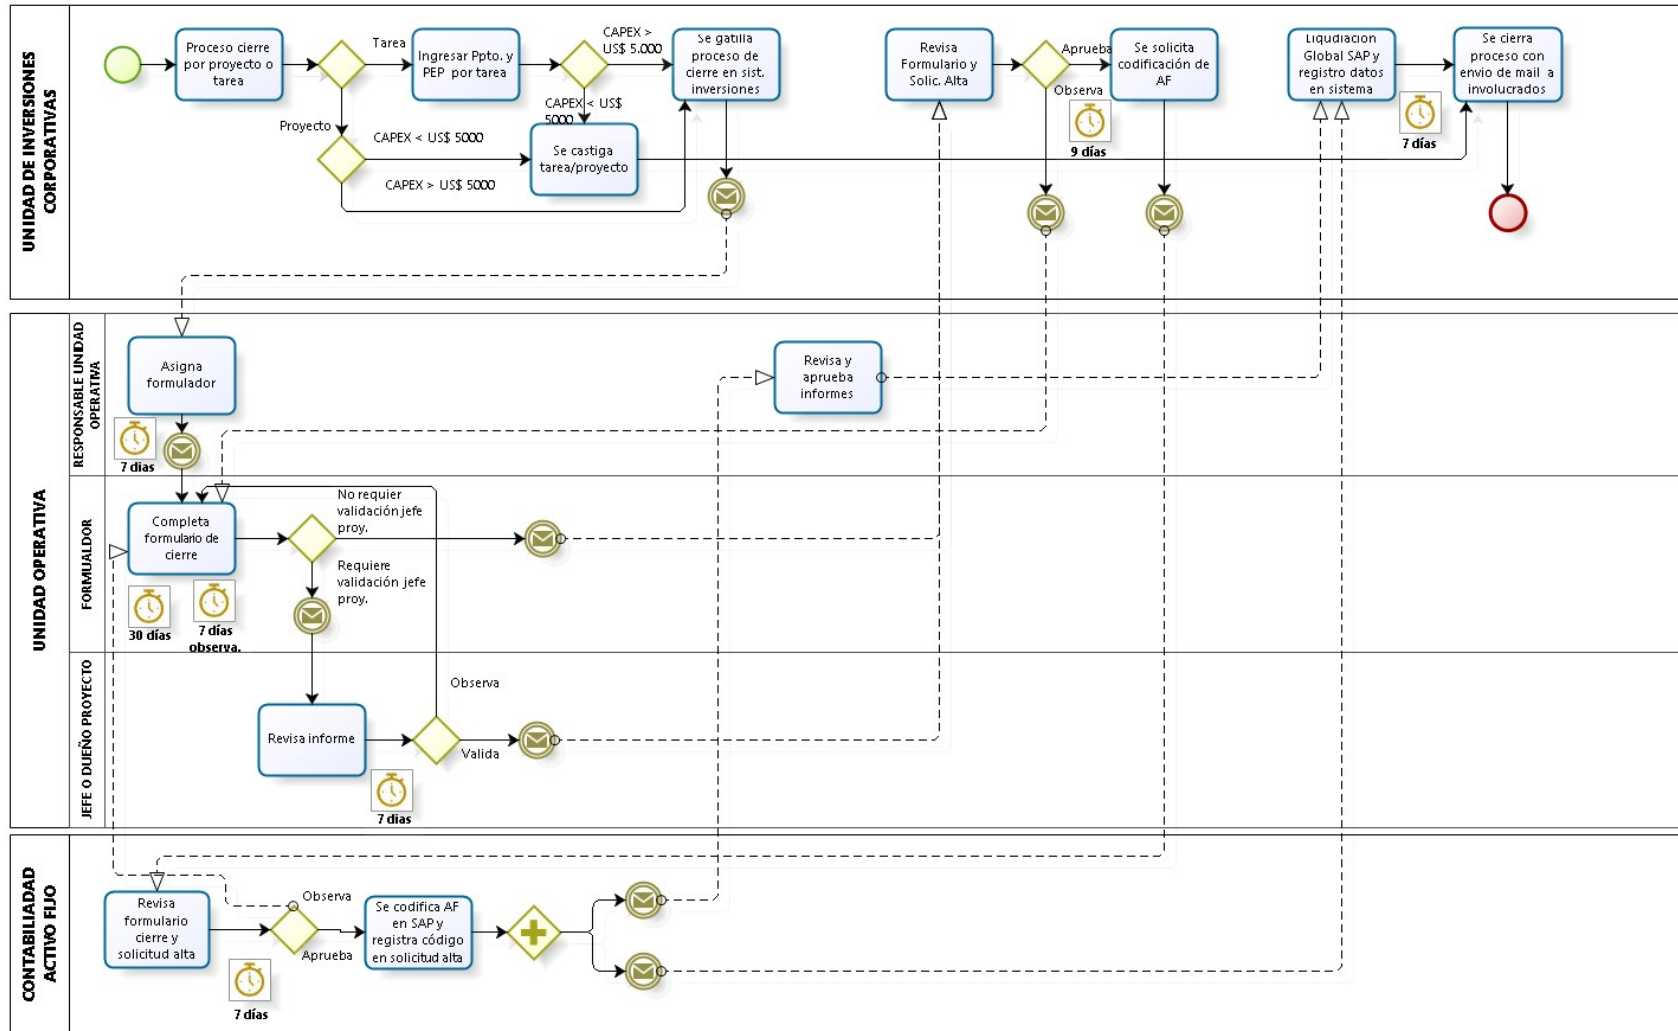 UNIDAD DE INVERSIONES
CORPORATIVAS
Proceso cierre
por proyecto o
tarea
Tarea
Proyecto
Ingresar Ppto. y
PEP por tarea
CAPEX >
US$ 5.000
CAPEX < US$
5000
CAPEX < US$ 5000
CAPEX > US$ 5000
Se gatilla
proceso de
cierre en sist.
inversiones
Se castiga
tarea/proyecto
Revisa
Formulario y
Solic. Alta
Aprueba
Observa
9 días
Se solicita
codificación de
AF
Liquidación
Global SAP y
registro datos
en sistema
7 días
Se cierra
proceso con
envio de mail a
involucrados
UNIDAD OPERATIVA
RESPONSABLE UNIDAD
OPERATIVA
Asigna
formulador
7 días
Revisa y
aprueba
informes
FORMUALDOR
Completa
formulario de
cierre
30 días
7 días
observa.
No requier
validación jefe
proy.
Requiere
validación jefe
proy.
JEFE O DUEÑO PROYECTO
Revisa informe
Observa
Valida
7 días
CONTABILIADAD
ACTIVO FIJO
Revisa
formulario
cierre y
solicitud alta
7 días
Observa
Aprueba
Se codifica AF
en SAP y
registra código
en solicitud alta